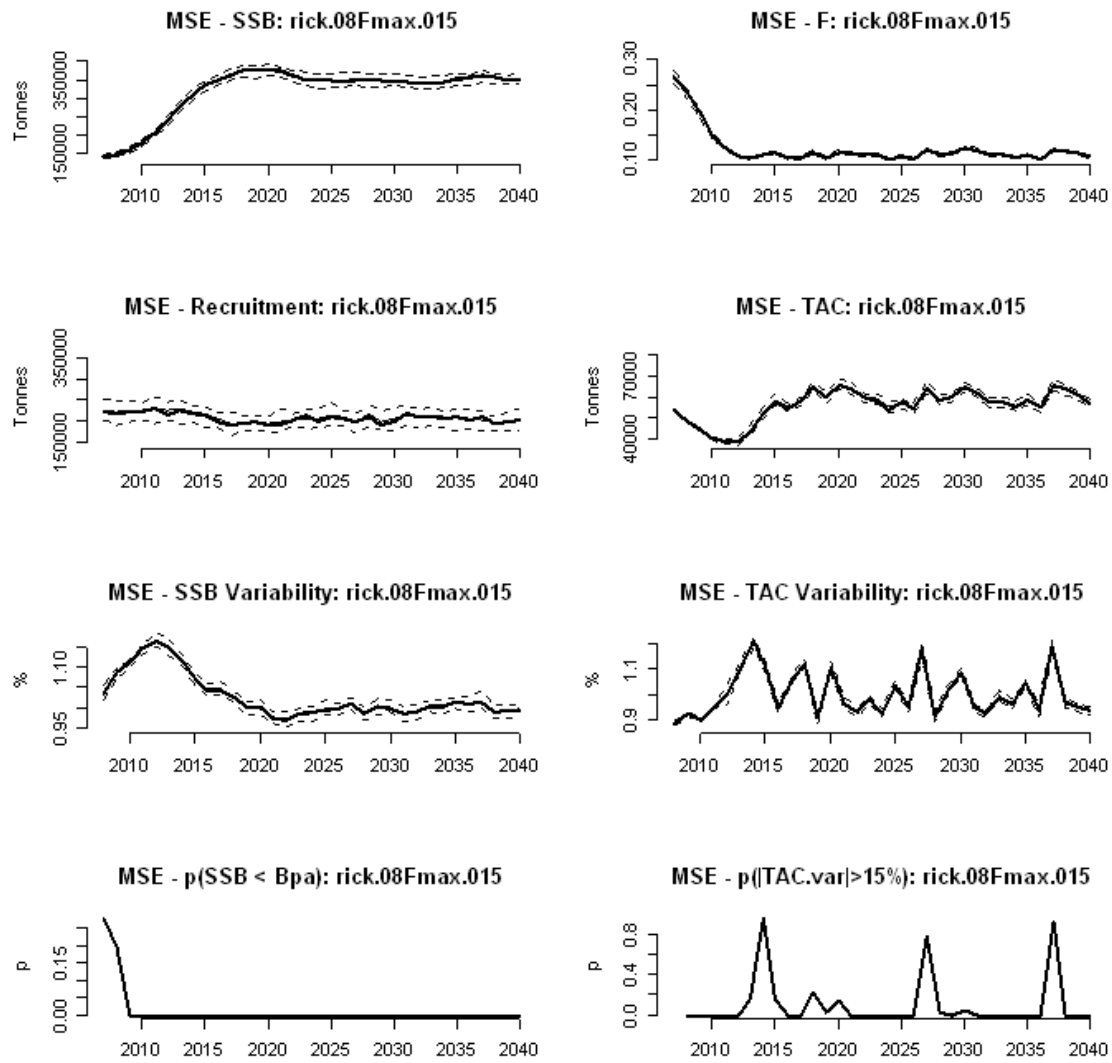 MSE - SSB: rick.08Fmax.015
Tonnes
150000 350000
2010 2015 2020 2025 2030 2035 2040
MSE - F: rick.08Fmax.015
0.10 0.20 0.30
2010 2015 2020 2025 2030 2035 2040
MSE - Recruitment: rick.08Fmax.015
Tonnes
150000 350000
2010 2015 2020 2025 2030 2035 2040
MSE - TAC: rick.08Fmax.015
Tonnes
40000 70000
2010 2015 2020 2025 2030 2035 2040
MSE - SSB Variability: rick.08Fmax.015
%
0.95 1.10
2010 2015 2020 2025 2030 2035 2040
MSE - TAC Variability: rick.08Fmax.015
%
0.9 1.1
2010 2015 2020 2025 2030 2035 2040
MSE - p(SSB < Bpa): rick.08Fmax.015
p
0.00 0.15
2010 2015 2020 2025 2030 2035 2040
MSE - p(|TAC.var|>15%): rick.08Fmax.015
p
0.0 0.4 0.8
2010 2015 2020 2025 2030 2035 2040